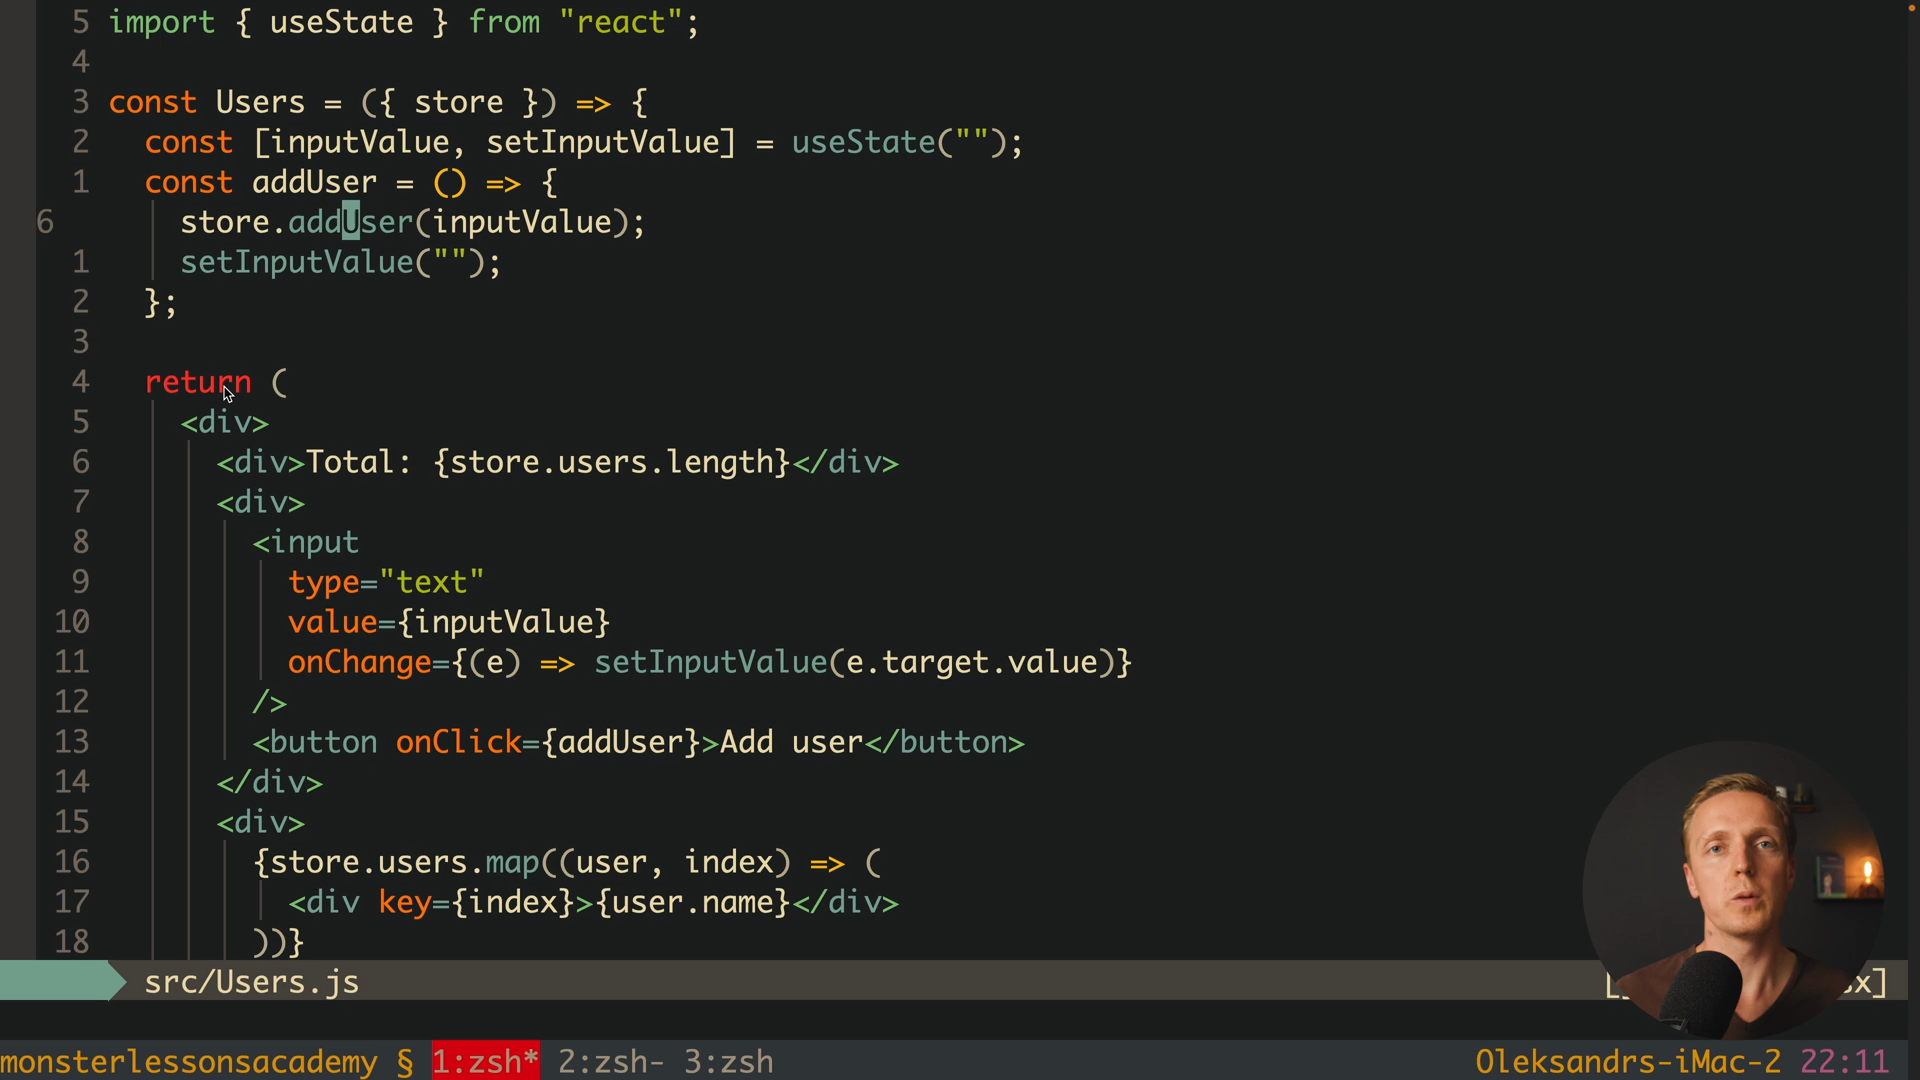 5 import { useState } from "react";
4
3 const Users = ({ store }) => {
2 const [inputValue, setInputValue] = useState("");
1 const addUser = () => {
6 store.addUser(inputValue);
1 setInputValue("");
2 };
3
4 return (
5 <div>
6 <div>Total: {store.users.length}</div>
7 <div>
8 <input
9 type="text"
10 value={inputValue}
11 onChange={(e) => setInputValue(e.target.value)}
12 />
13 <button onClick={addUser}>Add user</button>
14 </div>
15 <div>
16 {store.users.map((user, index) => (
17 <div key={index}>{user.name}</div>
18 ))}
src/Users.js
monsterlessonsacademy § 1:zsh* 2:zsh- 3:zsh Oleksandrs-iMac-2 22:11